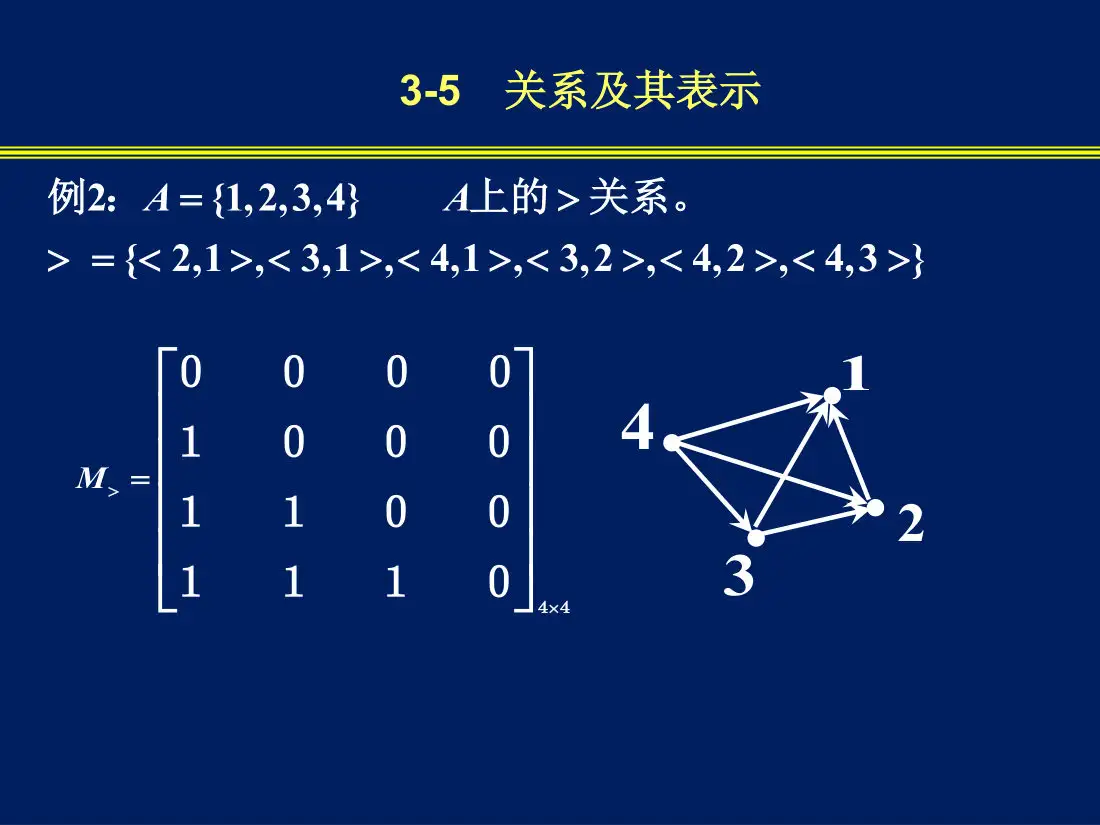 3-5 关系及其表示
例2：A = {1,2,3,4} A上的 > 关系。
> = {< 2,1 >,< 3,1 >,< 4,1 >,< 3,2 >,< 4,2 >,< 4,3 >}
0 0 0 0
1 0 0 0
M> =
1 1 0 0
1 1 1 0
4×4
1
4
2
3